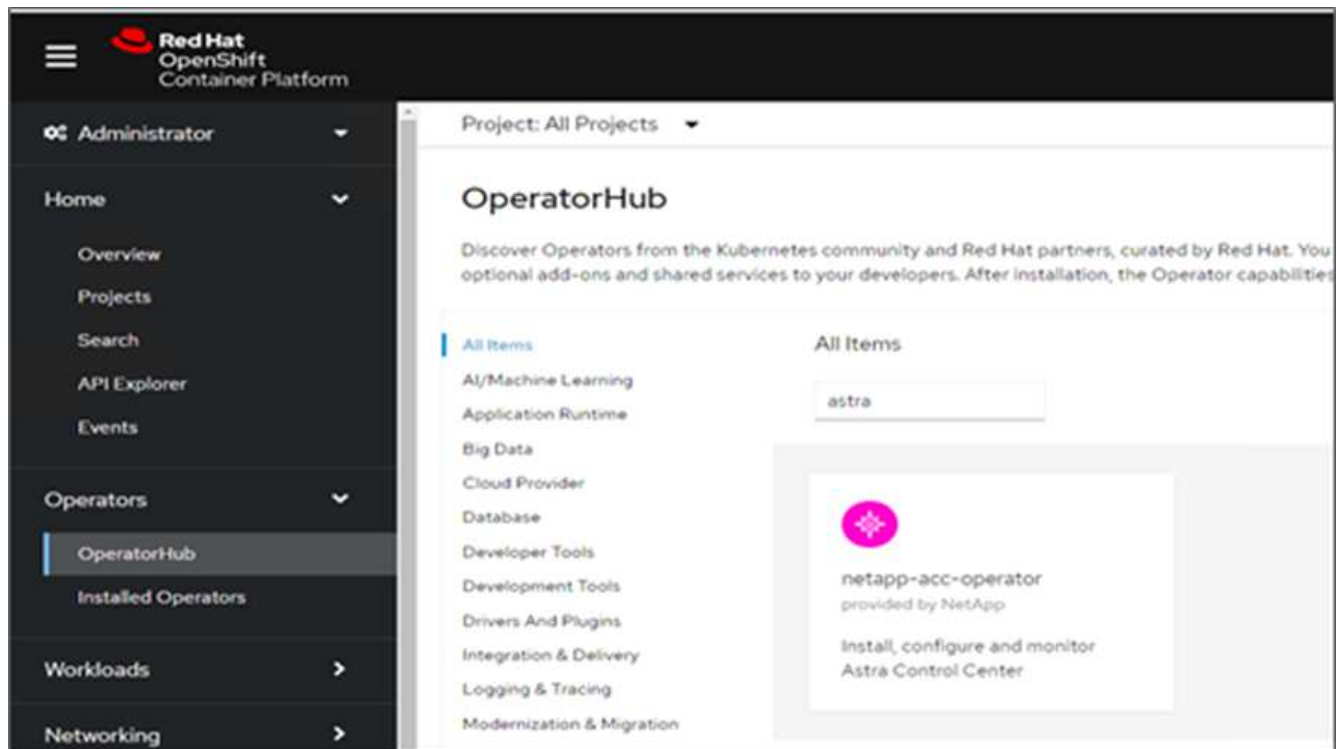 Red Hat
OpenShift
Container Platform
Administrator
Home
Overview
Projects
Search
API Explorer
Events
Operators
OperatorHub
Installed Operators
Workloads
Networking
Project: All Projects
OperatorHub
Discover Operators from the Kubernetes community and Red Hat partners, curated by Red Hat. You
optional add-ons and shared services to your developers. After installation, the Operator capabilities
All Items
AI/Machine Learning
Application Runtime
Big Data
Cloud Provider
Database
Developer Tools
Development Tools
Drivers And Plugins
Integration & Delivery
Logging & Tracing
Modernization & Migration
All Items
astra
netapp-acc-operator
provided by NetApp
Install, configure and monitor
Astra Control Center